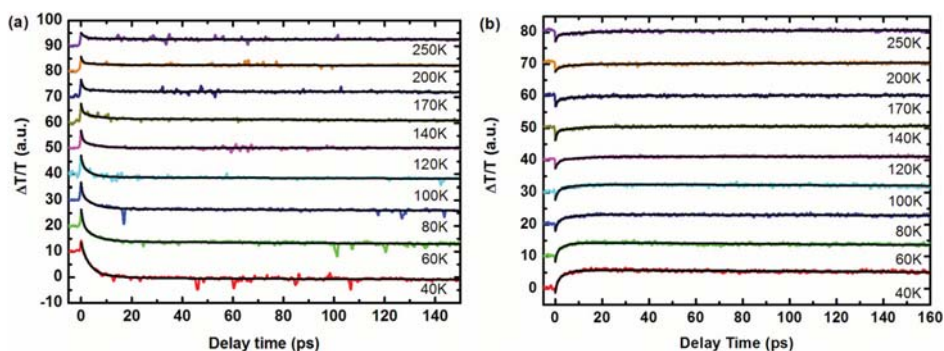 (a)
ΔT/T (a.u.)
100
90
80
70
60
50
40
30
20
10
0
-10
250K
200K
170K
140K
120K
100K
80K
60K
40K
0 20 40 60 80 100 120 140
Delay time (ps)
(b)
ΔT/T (a.u.)
80
70
60
50
40
30
20
10
0
250K
200K
170K
140K
120K
100K
80K
60K
40K
0 20 40 60 80 100 120 140 160
Delay Time (ps)